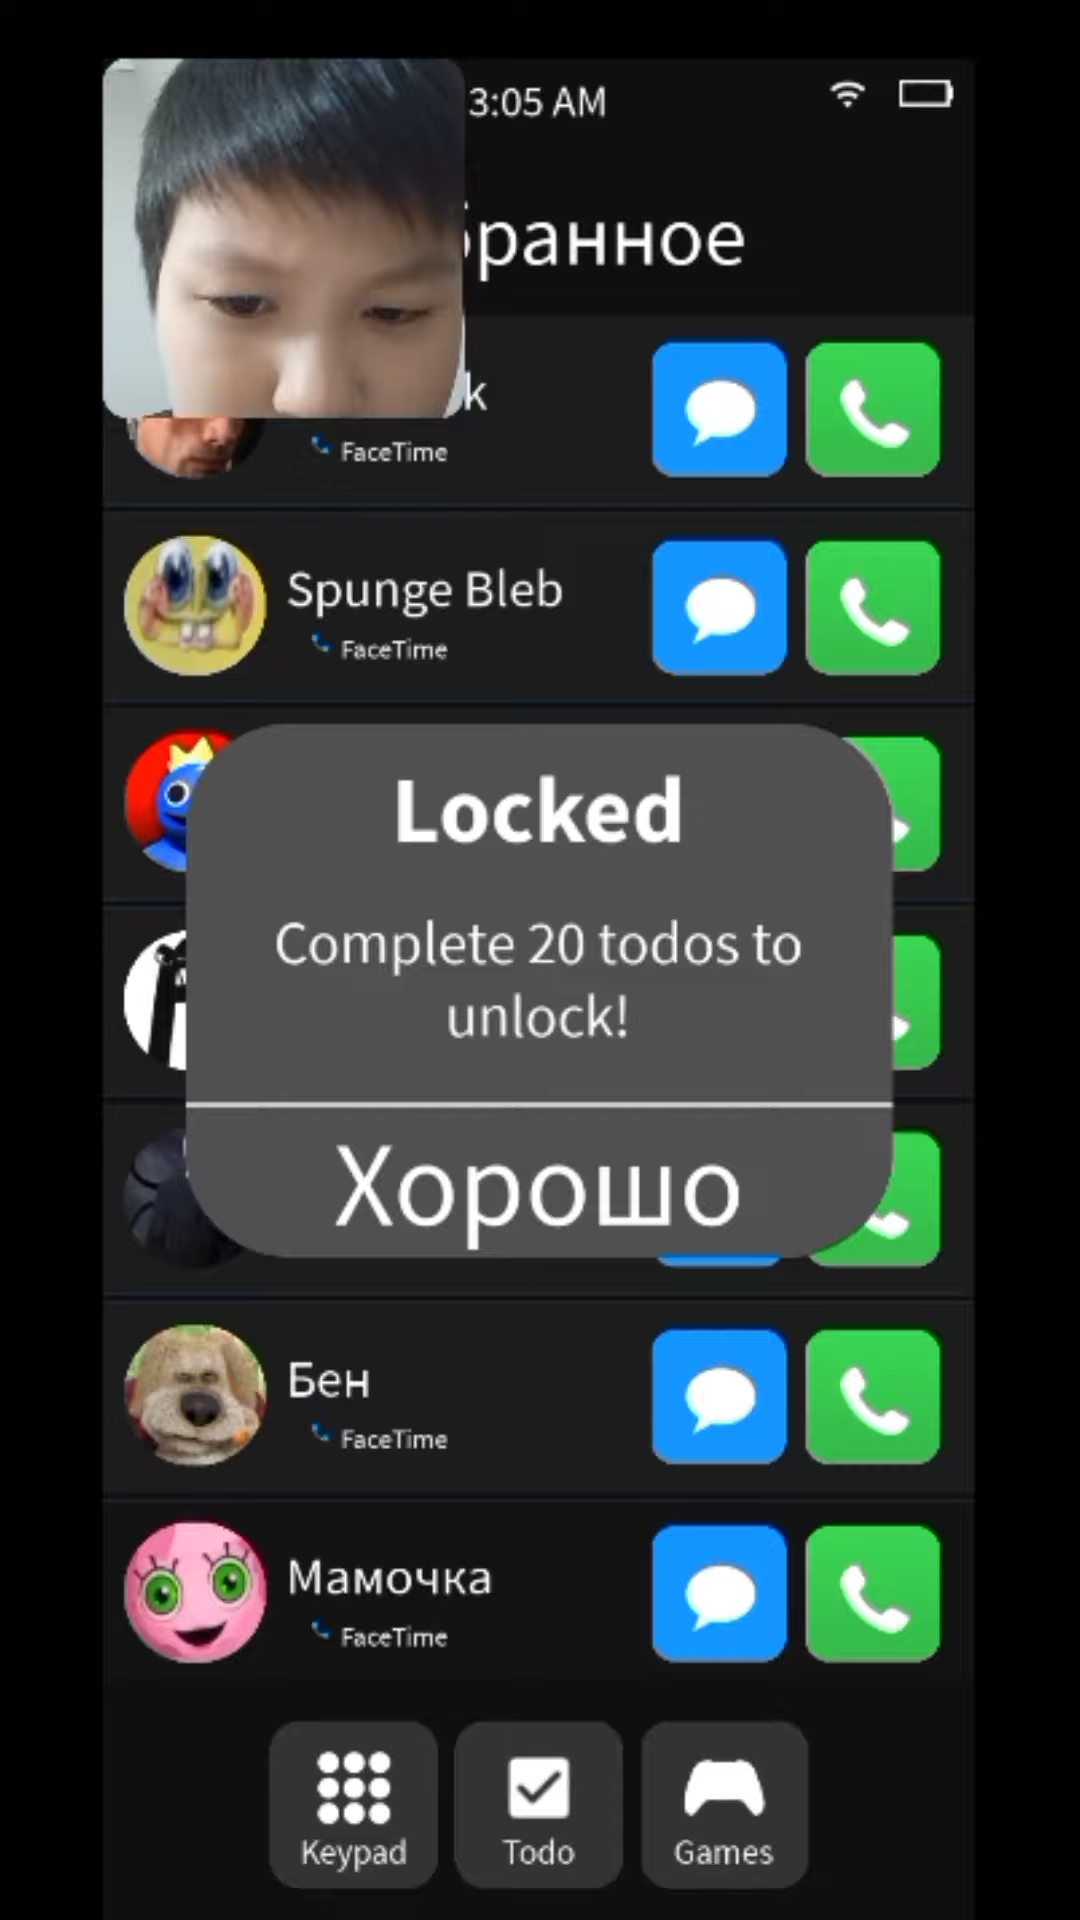 3:05 AM
бранное
k
FaceTime
Spunge Bleb
FaceTime
Locked
Complete 20 todos to
unlock!
Хорошо
Бен
FaceTime
Мамочка
FaceTime
Keypad
Todo
Games